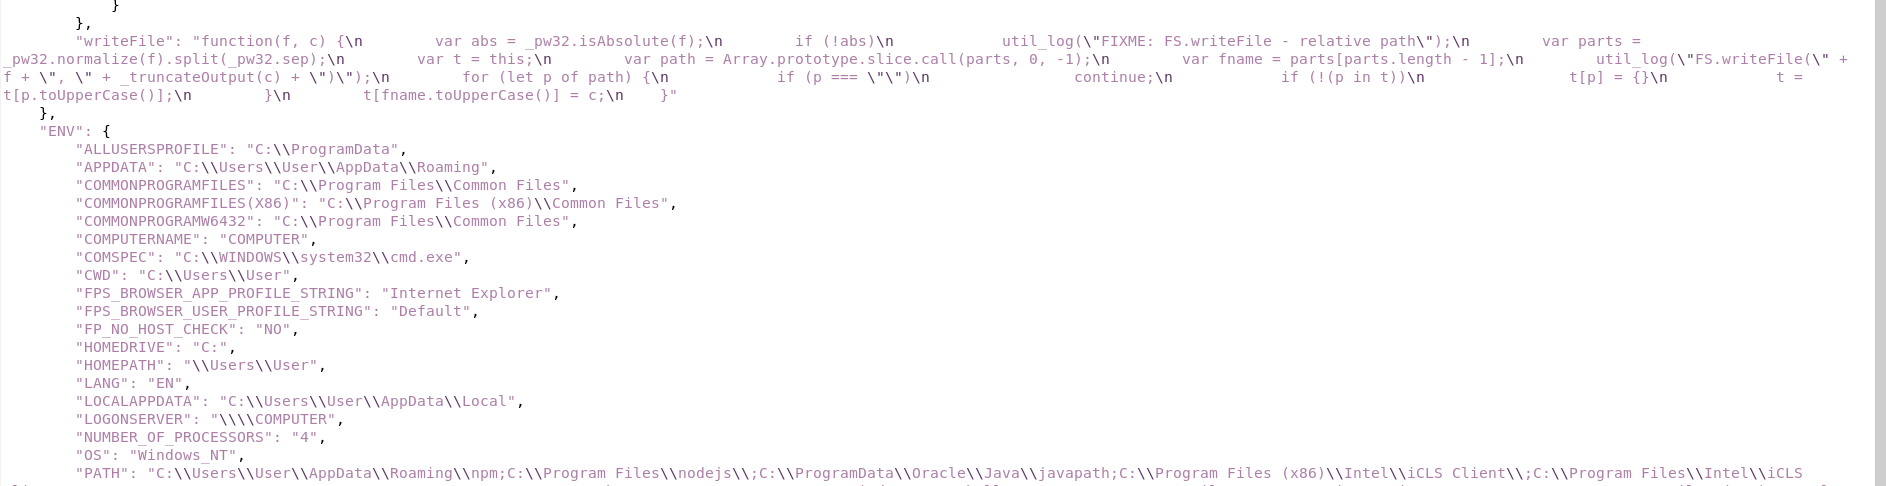 }
},
"writeFile": "function(f, c) {\n        var abs = _pw32.isAbsolute(f);\n        if (!abs)\n            util_log(\"FIXME: FS.writeFile - relative path\");\n        var parts =
_pw32.normalize(f).split(_pw32.sep);\n        var t = this;\n        var path = Array.prototype.slice.call(parts, 0, -1);\n        var fname = parts[parts.length - 1];\n        util_log(\"FS.writeFile(\" +
f + \", \" + _truncateOutput(c) + \")\");\n        for (let p of path) {\n            if (p === \"\")\n                continue;\n            if (!(p in t))\n                t[p] = {}\n            t =
t[p.toUpperCase()];\n        }\n        t[fname.toUpperCase()] = c;\n    }"
},
"ENV": {
"ALLUSERSPROFILE": "C:\\ProgramData",
"APPDATA": "C:\\Users\\User\\AppData\\Roaming",
"COMMONPROGRAMFILES": "C:\\Program Files\\Common Files",
"COMMONPROGRAMFILES(X86)": "C:\\Program Files (x86)\\Common Files",
"COMMONPROGRAMW6432": "C:\\Program Files\\Common Files",
"COMPUTERNAME": "COMPUTER",
"COMSPEC": "C:\\WINDOWS\\system32\\cmd.exe",
"CWD": "C:\\Users\\User",
"FPS_BROWSER_APP_PROFILE_STRING": "Internet Explorer",
"FPS_BROWSER_USER_PROFILE_STRING": "Default",
"FP_NO_HOST_CHECK": "NO",
"HOMEDRIVE": "C:",
"HOMEPATH": "\\Users\\User",
"LANG": "EN",
"LOCALAPPDATA": "C:\\Users\\User\\AppData\\Local",
"LOGONSERVER": "\\\\COMPUTER",
"NUMBER_OF_PROCESSORS": "4",
"OS": "Windows_NT",
"PATH": "C:\\Users\\User\\AppData\\Roaming\\npm;C:\\Program Files\\nodejs\\;C:\\ProgramData\\Oracle\\Java\\javapath;C:\\Program Files (x86)\\Intel\\iCLS Client\\;C:\\Program Files\\Intel\\iCLS